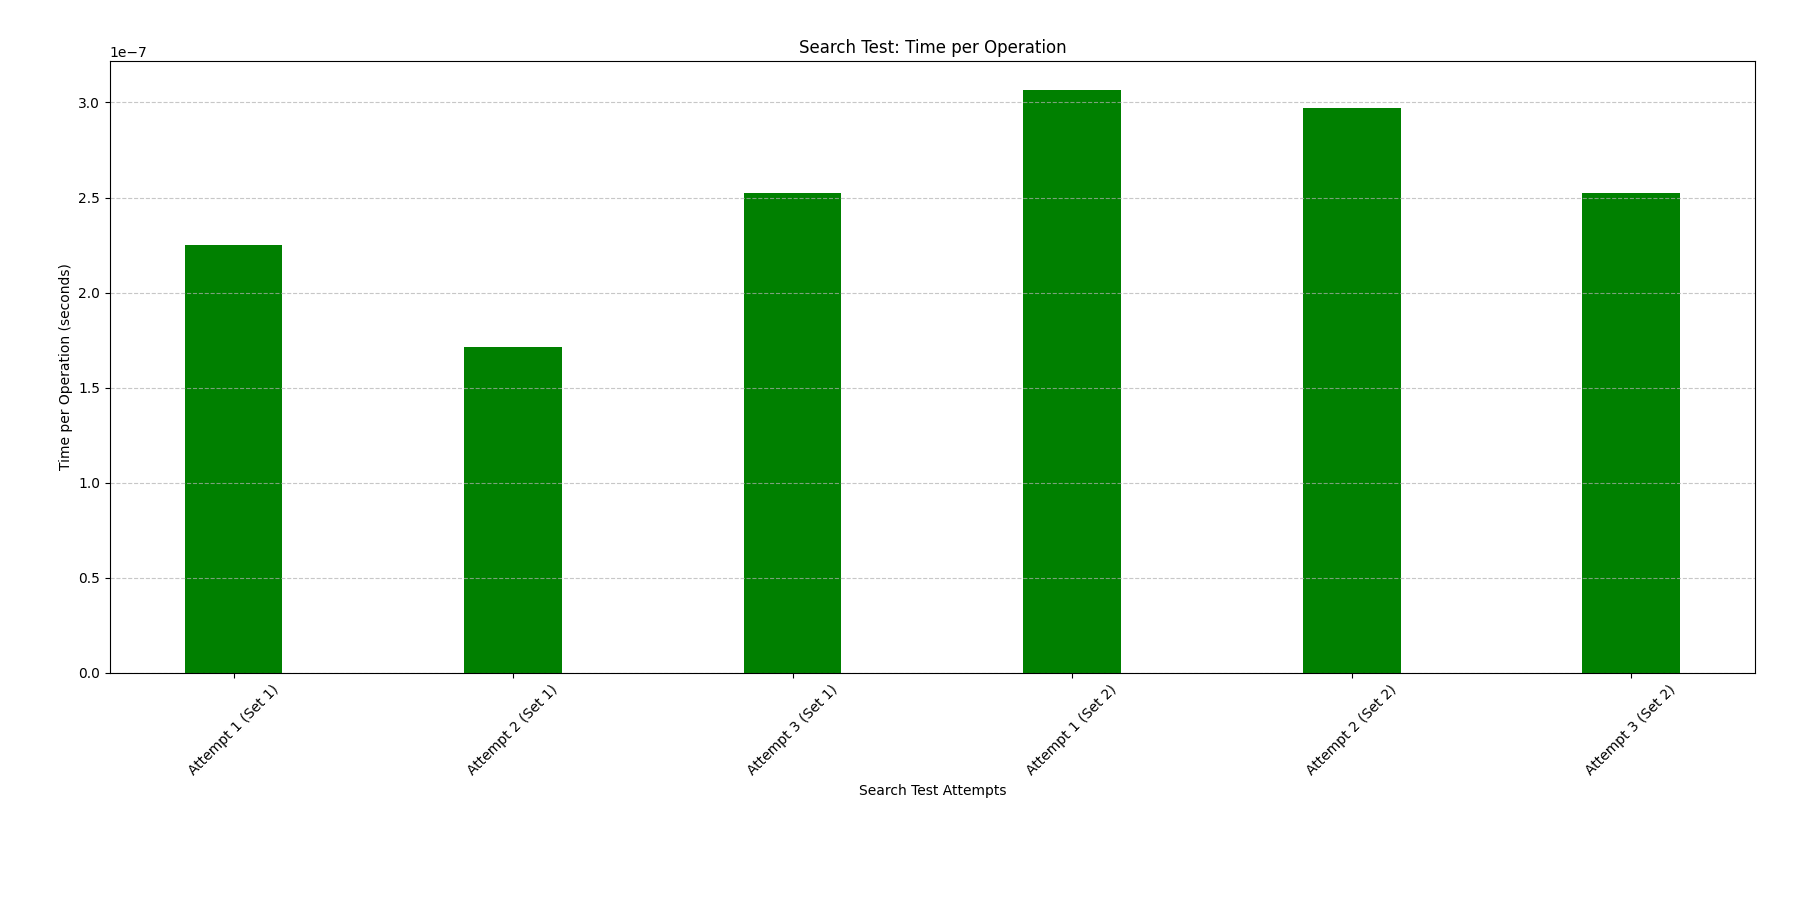 Search Test: Time per Operation
1e−7
3.0
2.5
2.0
1.5
1.0
0.5
0.0
Time per Operation (seconds)
Attempt 1 (Set 1)
Attempt 2 (Set 1)
Attempt 3 (Set 1)
Attempt 1 (Set 2)
Attempt 2 (Set 2)
Attempt 3 (Set 2)
Search Test Attempts